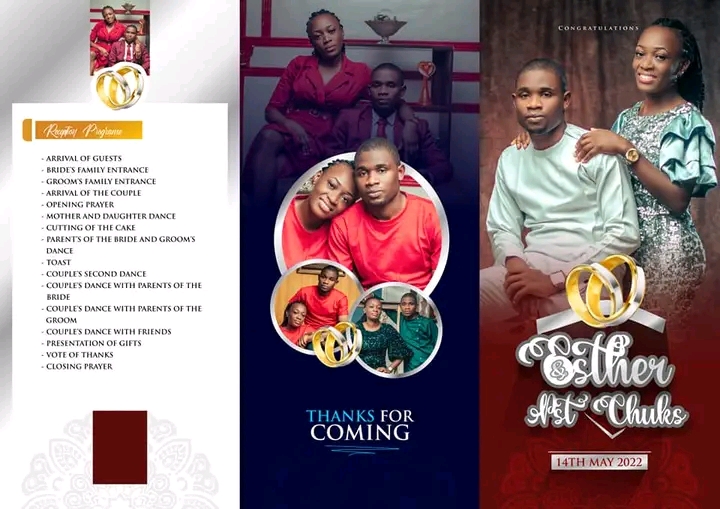 Reception Programe
- ARRIVAL OF GUESTS
- BRIDE'S FAMILY ENTRANCE
- GROOM'S FAMILY ENTRANCE
- ARRIVAL OF THE COUPLE
- OPENING PRAYER
- MOTHER AND DAUGHTER DANCE
- CUTTING OF THE CAKE
- PARENT'S OF THE BRIDE AND GROOM'S
DANCE
- TOAST
- COUPLE'S SECOND DANCE
- COUPLE'S DANCE WITH PARENTS OF THE
BRIDE
- COUPLE'S DANCE WITH PARENTS OF THE
GROOM
- COUPLE'S DANCE WITH FRIENDS
- PRESENTATION OF GIFTS
- VOTE OF THANKS
- CLOSING PRAYER
THANKS FOR
COMING
CONGRATULATIONS
Esther
&
Pst Chuks
14TH MAY 2022